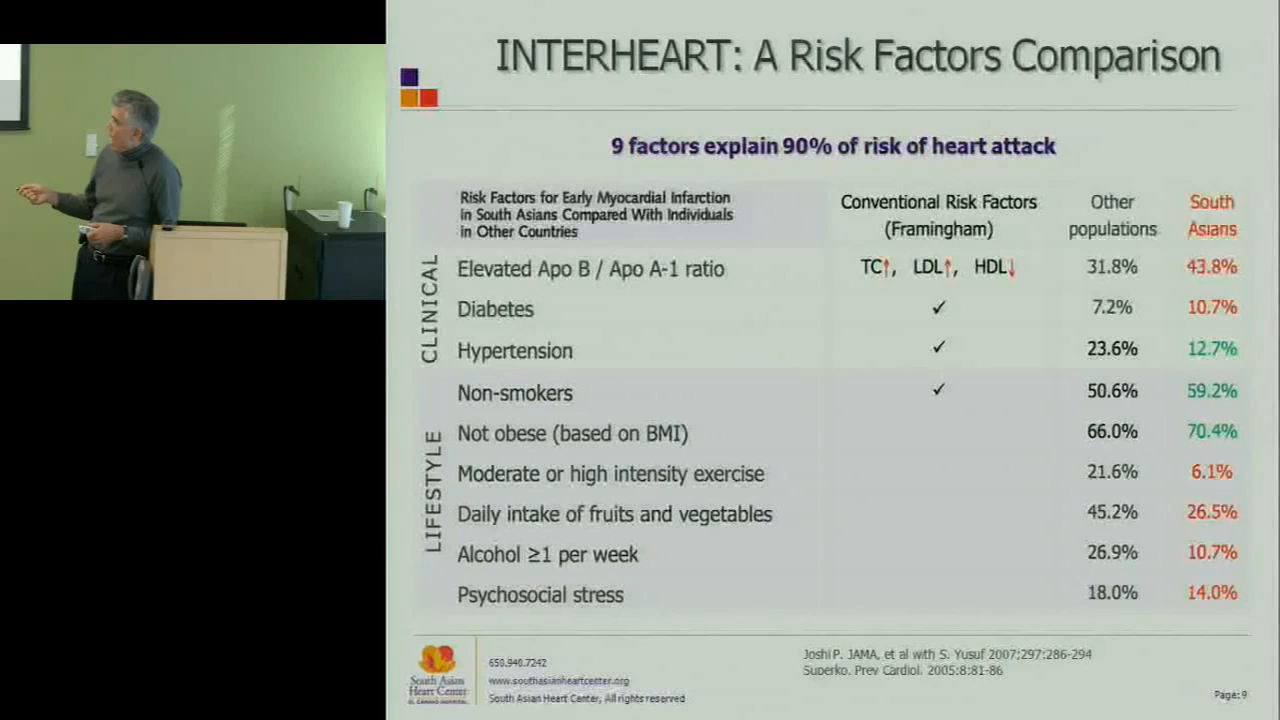 INTERHEART: A Risk Factors Comparison
9 factors explain 90% of risk of heart attack
Risk Factors for Early Myocardial Infarction
in South Asians Compared With Individuals
in Other Countries
Conventional Risk Factors
(Framingham)
Other
populations
South
Asians
CLINICAL
Elevated Apo B / Apo A-1 ratio TC↑, LDL↑, HDL↓ 31.8% 43.8%
Diabetes ✓ 7.2% 10.7%
Hypertension ✓ 23.6% 12.7%
LIFESTYLE
Non-smokers ✓ 50.6% 59.2%
Not obese (based on BMI) 66.0% 70.4%
Moderate or high intensity exercise 21.6% 6.1%
Daily intake of fruits and vegetables 45.2% 26.5%
Alcohol ≥1 per week 26.9% 10.7%
Psychosocial stress 18.0% 14.0%
South Asian
Heart Center
EL CAMINO HOSPITAL
650.940.7242
www.southasianheartcenter.org
South Asian Heart Center, All rights reserved
Joshi P. JAMA, et al with S. Yusuf 2007;297:286-294
Superko. Prev Cardiol. 2005:8:81-86
Page: 9